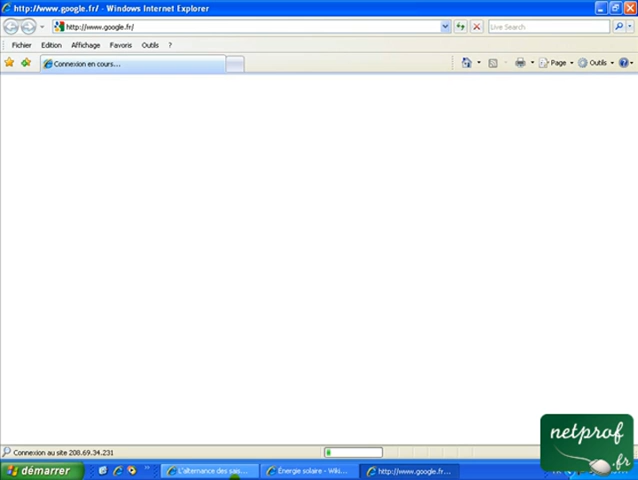 http://www.google.fr/ - Windows Internet Explorer
http://www.google.fr/
Live Search
Fichier Edition Affichage Favoris Outils ?
Connexion en cours...
Page Outils
Connexion au site 208.69.34.231
démarrer
L'alternance des sais...
Énergie solaire - Wiki...
http://www.google.fr...
netprof
.fr